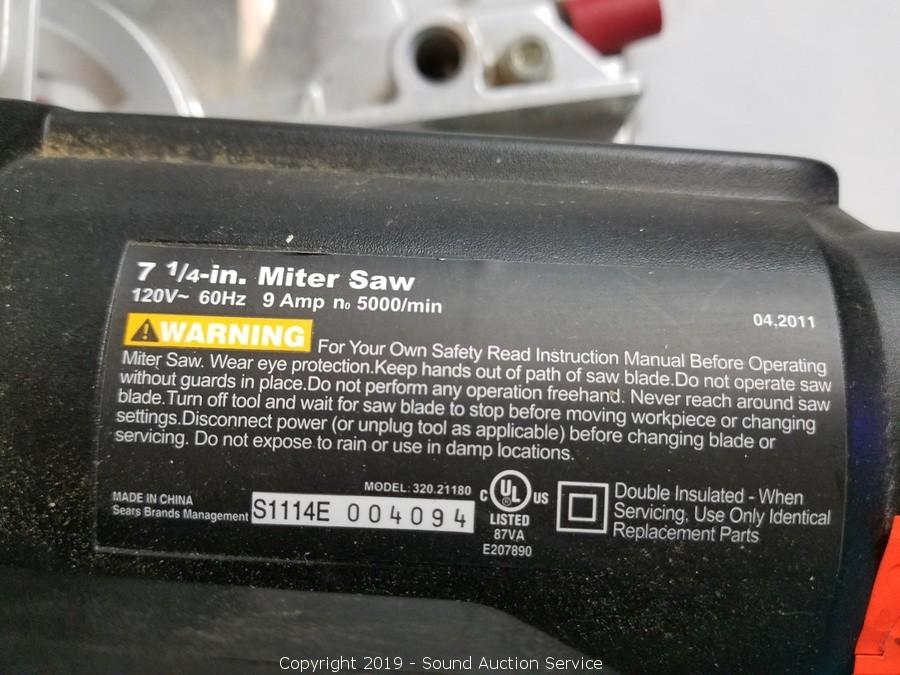 7 1/4-in. Miter Saw
120V~ 60Hz 9 Amp n₀ 5000/min
04,2011
WARNING For Your Own Safety Read Instruction Manual Before Operating
Miter Saw. Wear eye protection.Keep hands out of path of saw blade.Do not operate saw
without guards in place.Do not perform any operation freehand. Never reach around saw
blade.Turn off tool and wait for saw blade to stop before moving workpiece or changing
settings.Disconnect power (or unplug tool as applicable) before changing blade or
servicing. Do not expose to rain or use in damp locations.
MODEL: 320.21180
MADE IN CHINA
Sears Brands Management
S1114E 004094
C UL US
LISTED
87VA
E207890
Double Insulated - When
Servicing, Use Only Identical
Replacement Parts
Copyright 2019 - Sound Auction Service